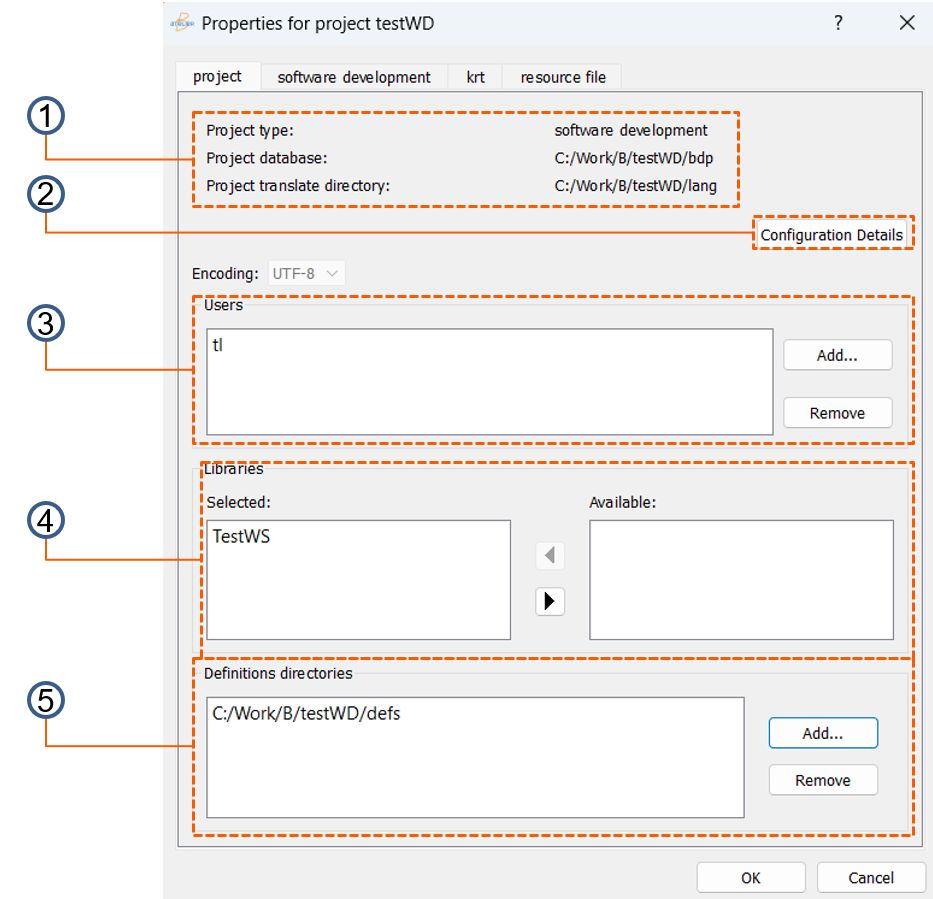 ATELIER B Properties for project testWD ?
project software development krt resource file
1
Project type: software development
Project database: C:/Work/B/testWD/bdp
Project translate directory: C:/Work/B/testWD/lang
2
Configuration Details
Encoding: UTF-8
3
Users
tl
Add...
Remove
4
Libraries
Selected: Available:
TestWS
5
Definitions directories
C:/Work/B/testWD/defs
Add...
Remove
OK Cancel